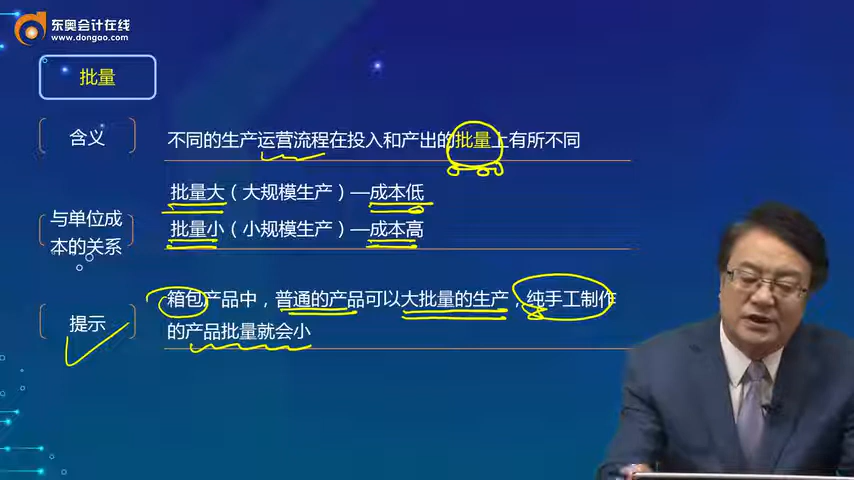 东奥会计在线
www.dongao.com
批量
含义
不同的生产运营流程在投入和产出的批量上有所不同
与单位成
本的关系
批量大（大规模生产）—成本低
批量小（小规模生产）—成本高
提示
箱包产品中，普通的产品可以大批量的生产，纯手工制作
的产品批量就会小